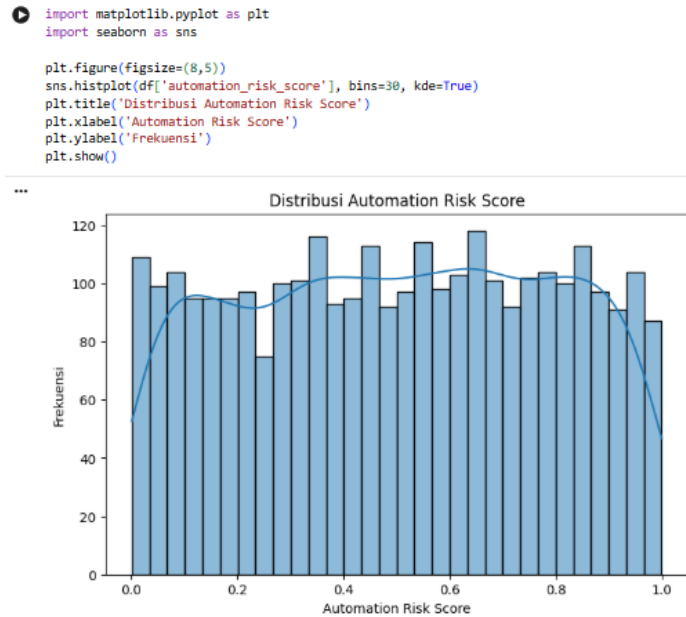 import matplotlib.pyplot as plt
import seaborn as sns
plt.figure(figsize=(8,5))
sns.histplot(df['automation_risk_score'], bins=30, kde=True)
plt.title('Distribusi Automation Risk Score')
plt.xlabel('Automation Risk Score')
plt.ylabel('Frekuensi')
plt.show()
...
Distribusi Automation Risk Score
120
100
80
60
40
20
0
Frekuensi
0.0 0.2 0.4 0.6 0.8 1.0
Automation Risk Score